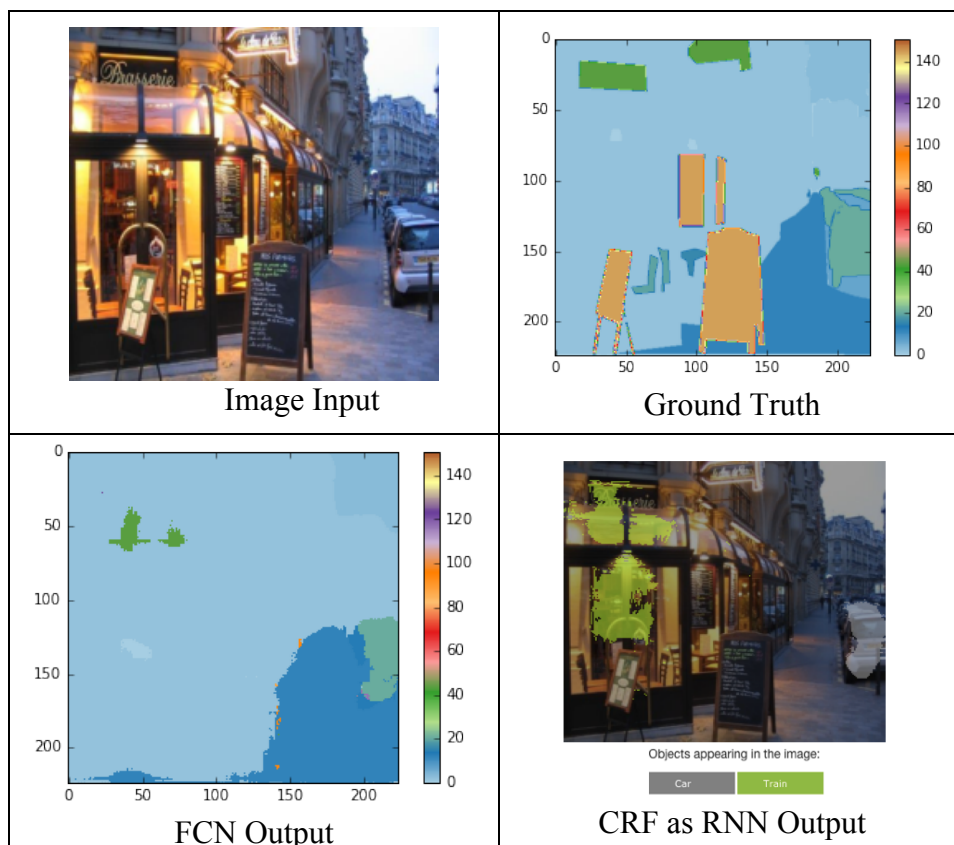 Brasserie
Image Input
0
50
100
150
200
0 50 100 150 200
140
120
100
80
60
40
20
0
Ground Truth
0
50
100
150
200
0 50 100 150 200
140
120
100
80
60
40
20
0
FCN Output
Objects appearing in the image:
Car Train
CRF as RNN Output